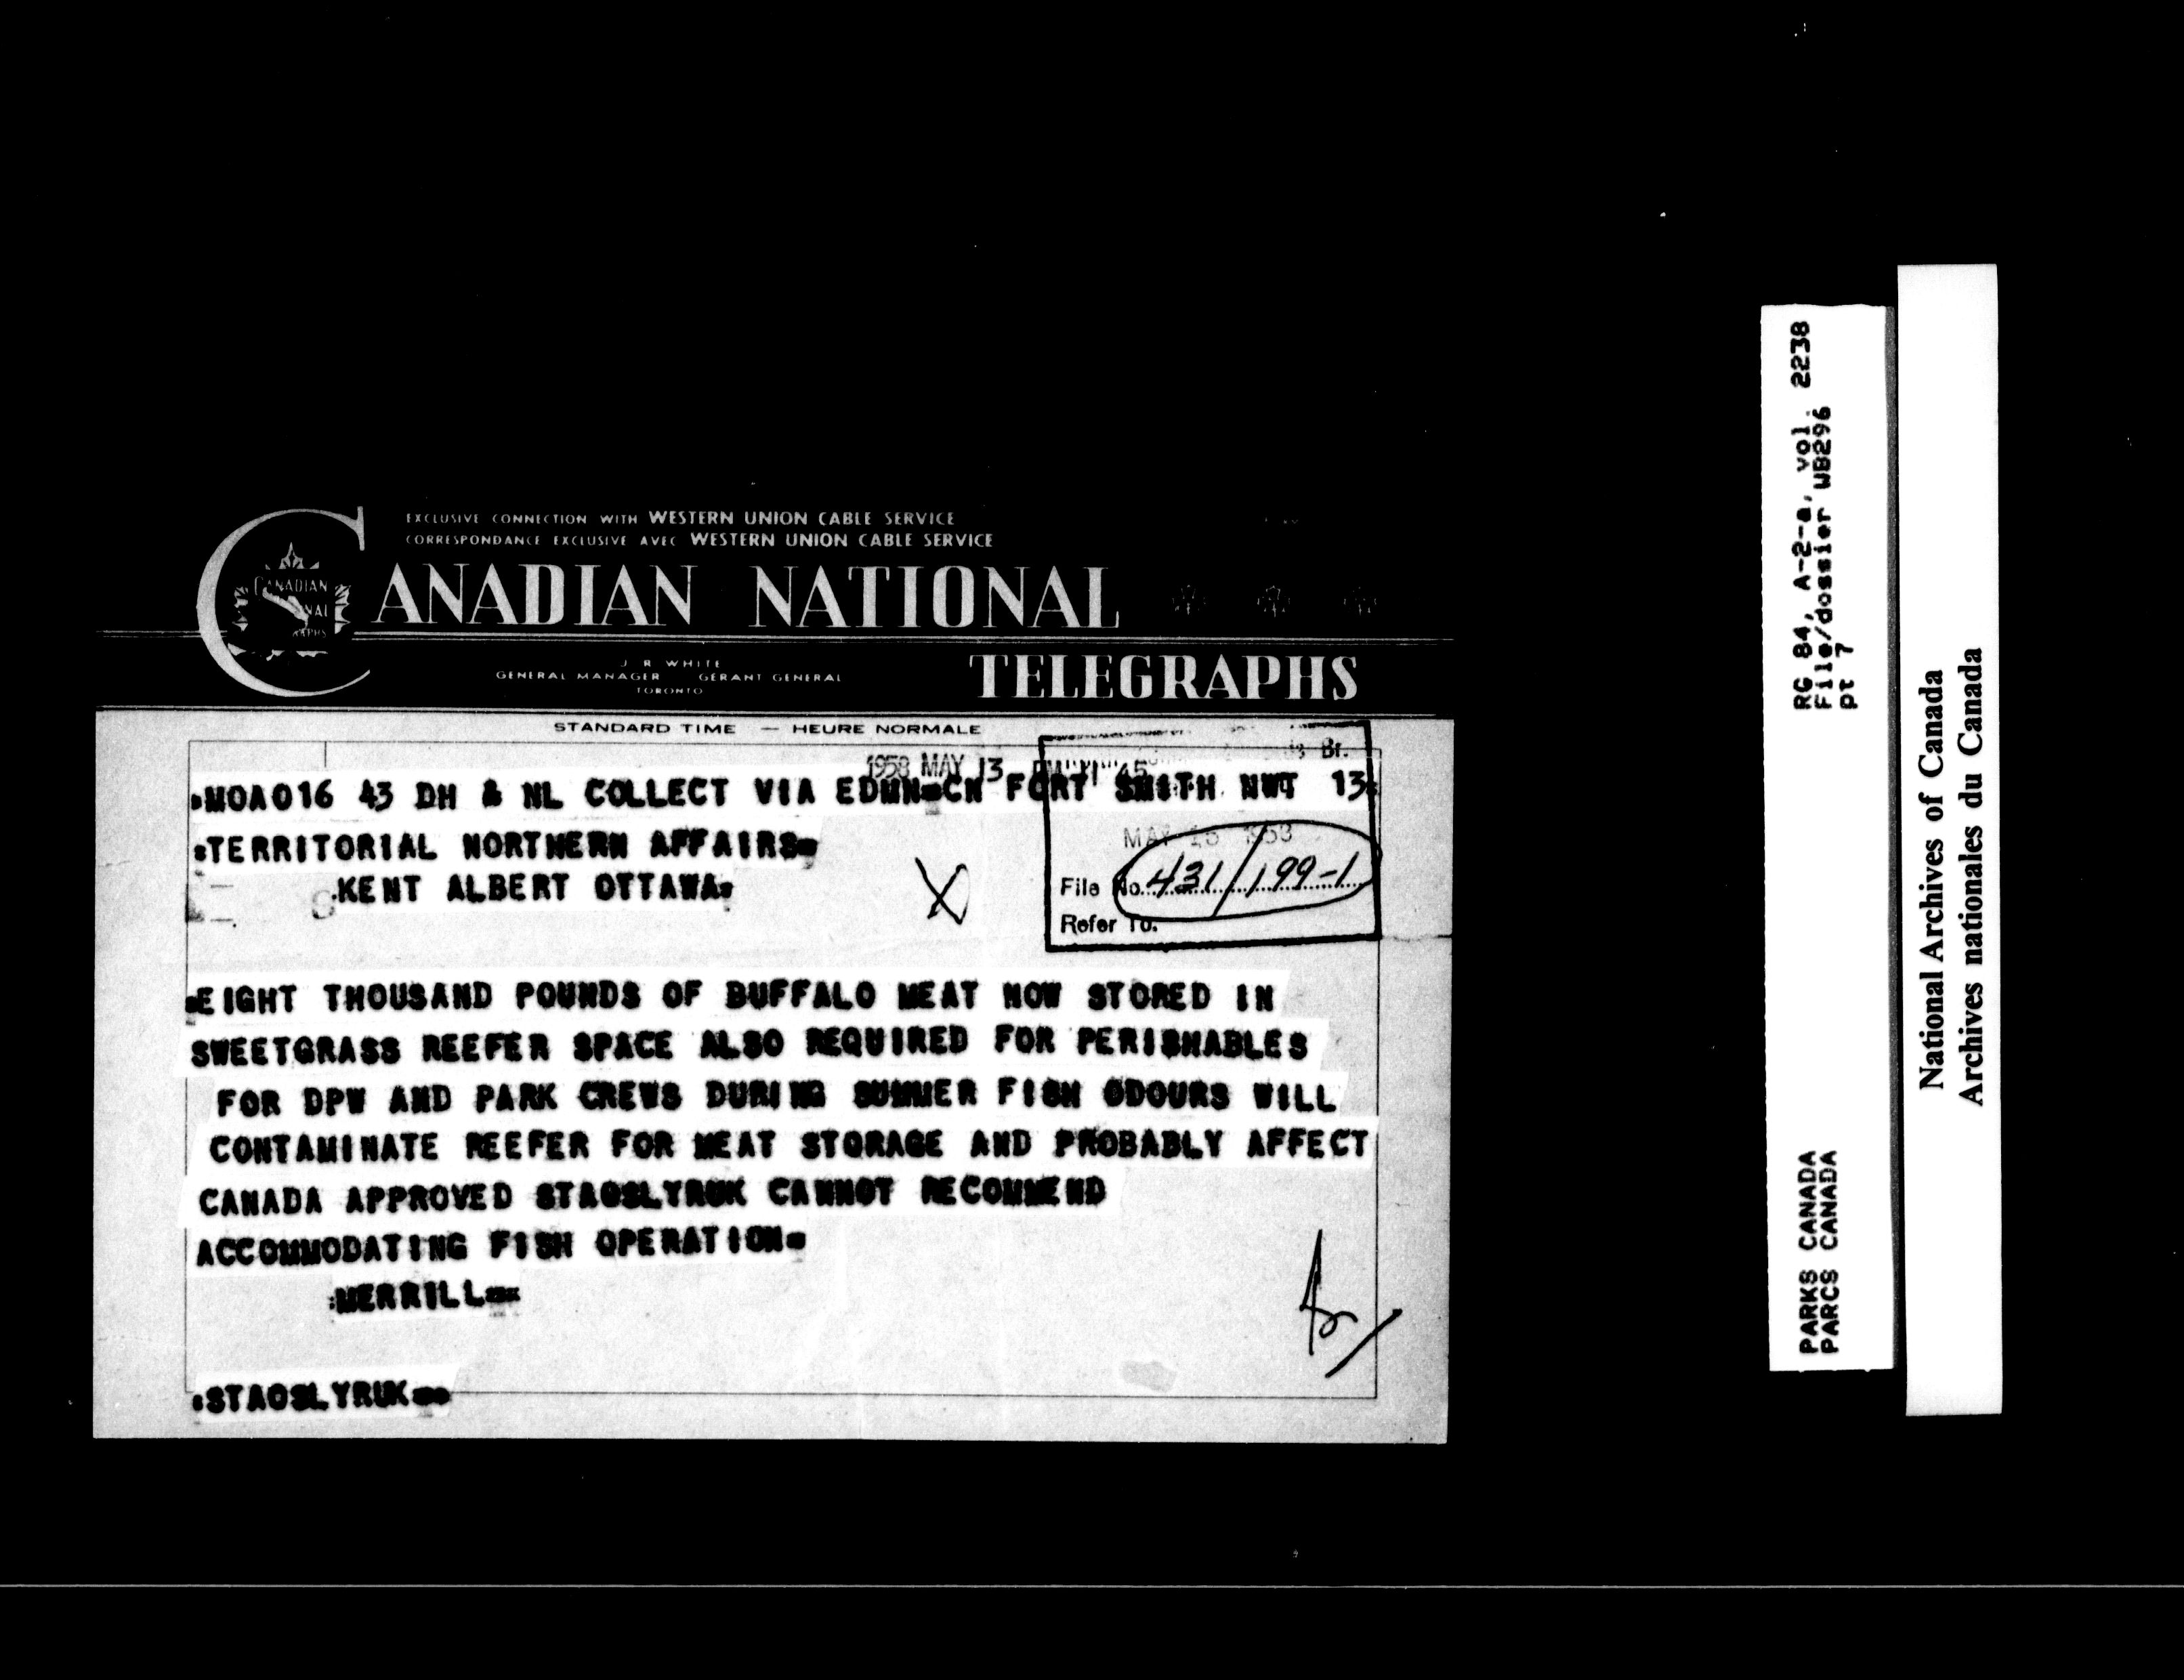 EXCLUSIVE CONNECTION WITH WESTERN UNION CABLE SERVICE
CORRESPONDANCE EXCLUSIVE AVEC WESTERN UNION CABLE SERVICE
CANADIAN NATIONAL
TELEGRAPHS
J. R. WHITE
GENERAL MANAGER GERANT GENERAL
TORONTO
STANDARD TIME — HEURE NORMALE
1958 MAY 13 PM 11 45
=MOA016 43 DH & NL COLLECT VIA EDMN=CN FORT SMITH NWT 13=
=TERRITORIAL NORTHERN AFFAIRS=
KENT ALBERT OTTAWA=
Br.
MAY 1958
File No. 431/199-1
Refer To.
=EIGHT THOUSAND POUNDS OF BUFFALO MEAT NOW STORED IN
SWEETGRASS REEFER SPACE ALSO REQUIRED FOR PERISHABLES
FOR DPW AND PARK CREWS DURING SUMMER FISH ODOURS WILL
CONTAMINATE REEFER FOR MEAT STORAGE AND PROBABLY AFFECT
CANADA APPROVED STAOSLYRUK CANNOT RECOMMEND
ACCOMMODATING FISH OPERATION=
:MERRILL==
=STAOSLYRUK==
RG 84, A-2-a, vol. 2238
File/dossier WB296
pt 7
PARKS CANADA
PARCS CANADA
National Archives of Canada
Archives nationales du Canada